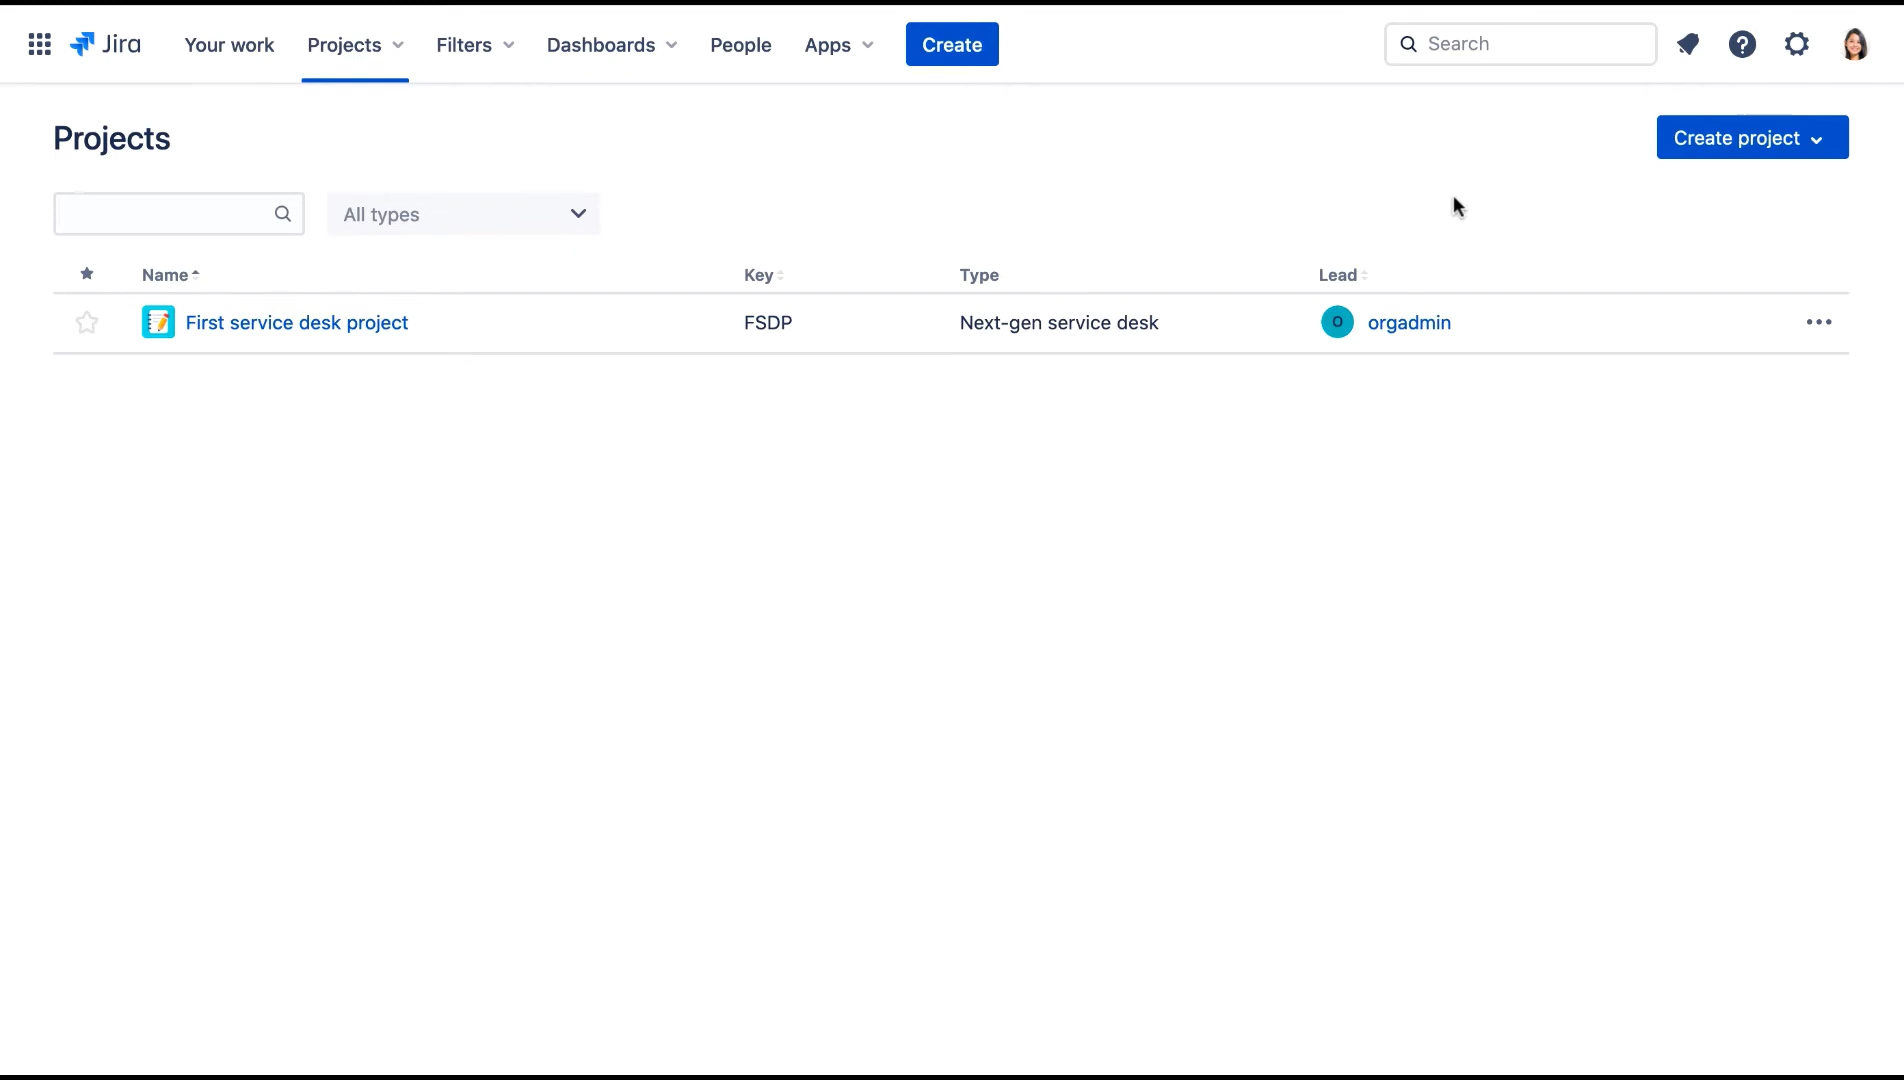 Jira Your work Projects Filters Dashboards People Apps Create Search
Projects
Create project
All types
Name Key Type Lead
First service desk project FSDP Next-gen service desk O orgadmin